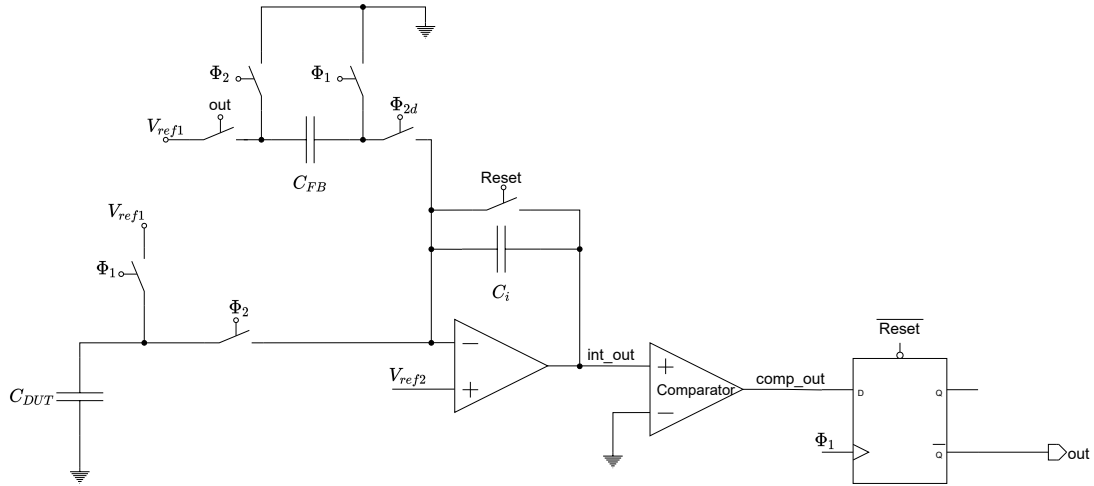 Φ2
Φ1
out
Φ2d
Vref1
CFB
Reset
Vref1
Φ1
Ci
Φ2
Reset
int_out
Vref2
−
+
+
−
Comparator
comp_out
D
Q
CDUT
Φ1
Q
out